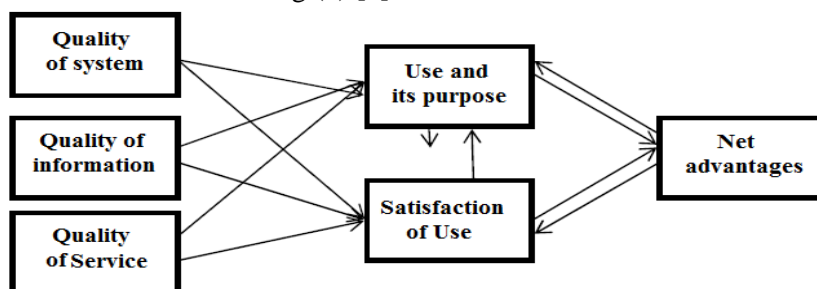 Quality
of system
Quality of
information
Quality
of Service
Use and
its purpose
Satisfaction
of Use
Net
advantages